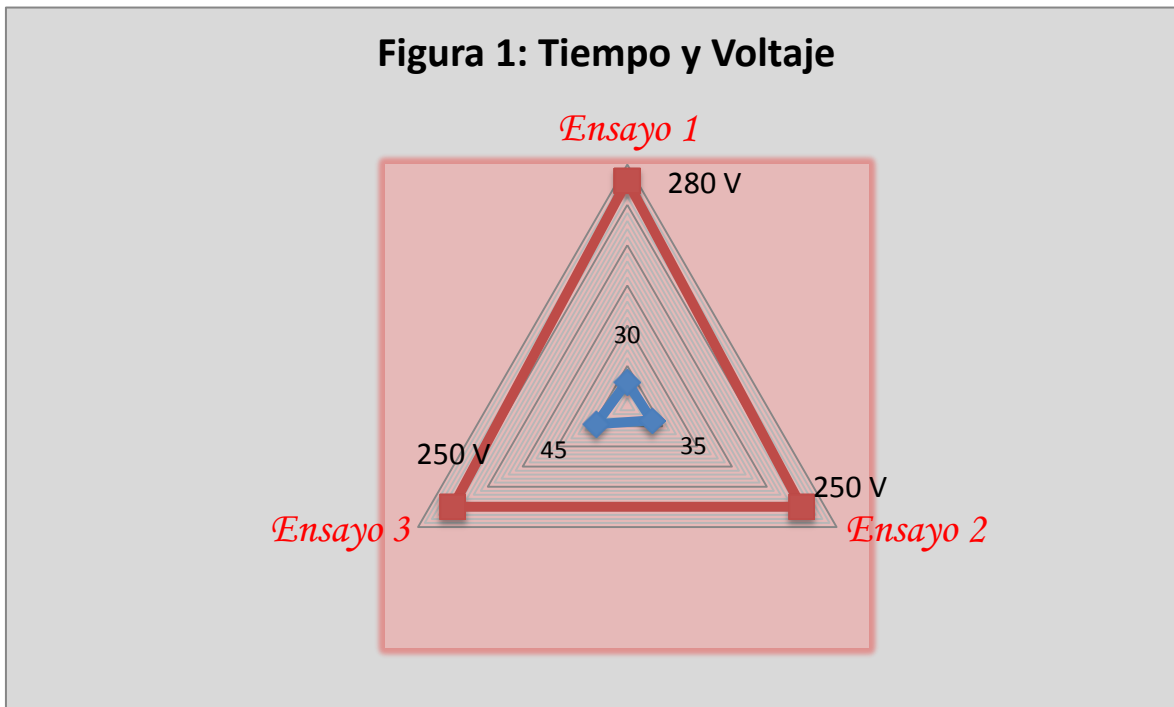 Figura 1: Tiempo y Voltaje
Ensayo 1
280 V
30
250 V
45
35
250 V
Ensayo 3
Ensayo 2